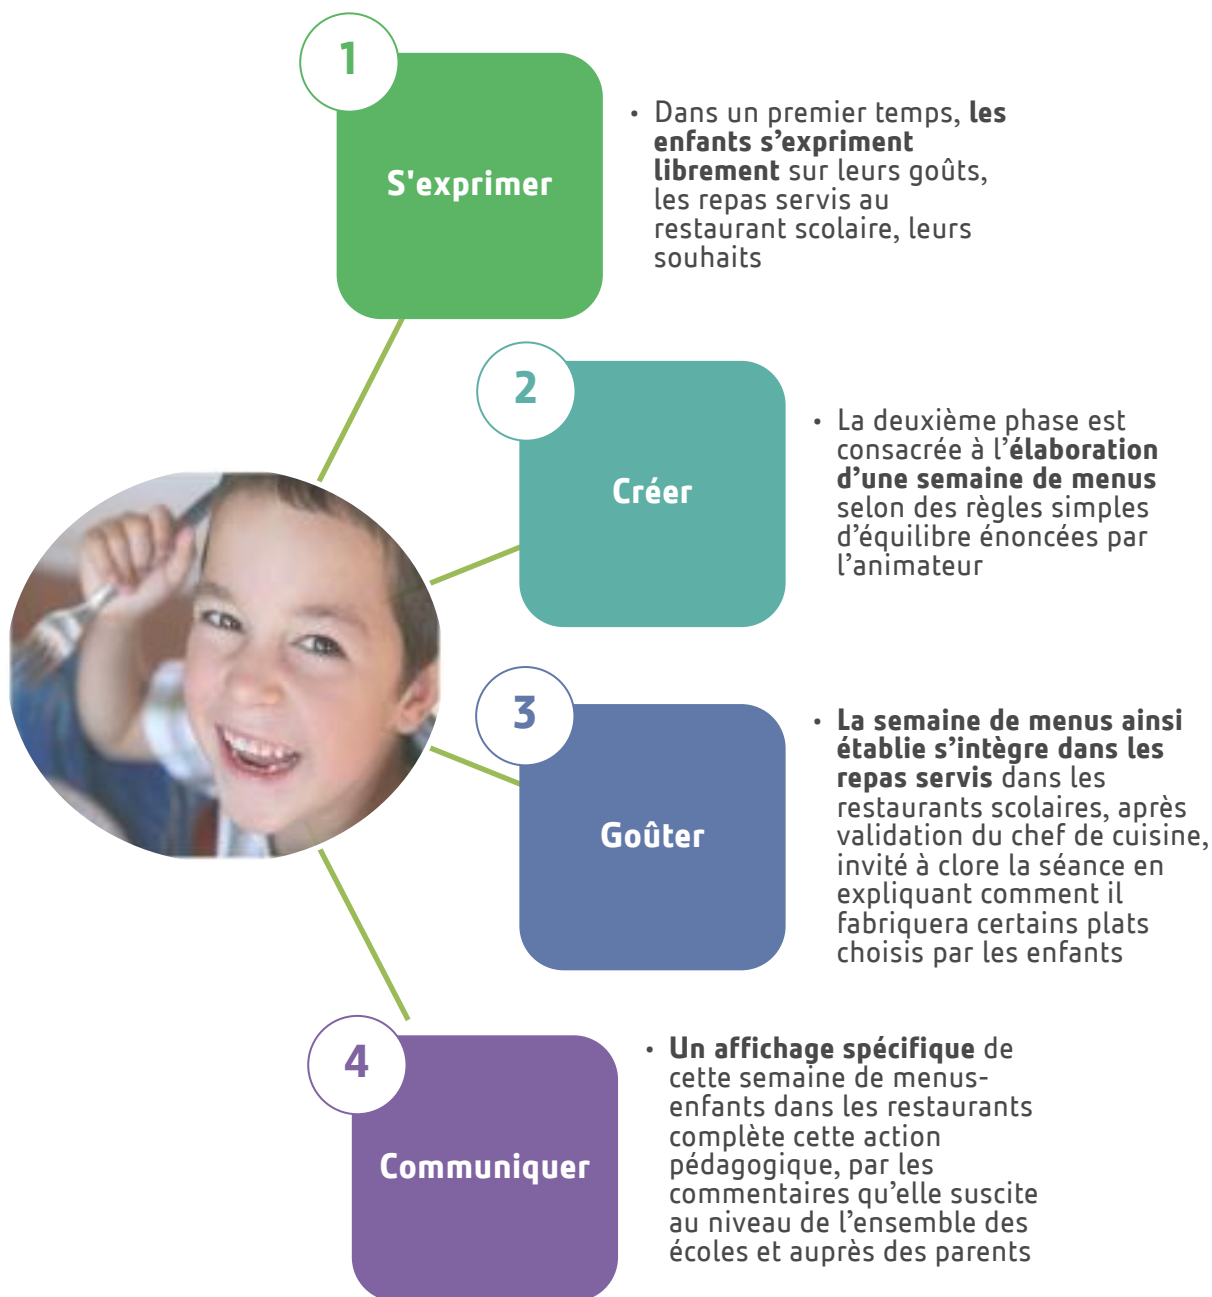 1
S'exprimer
• Dans un premier temps, les
enfants s’expriment
librement sur leurs goûts,
les repas servis au
restaurant scolaire, leurs
souhaits
2
Créer
• La deuxième phase est
consacrée à l’élaboration
d’une semaine de menus
selon des règles simples
d’équilibre énoncées par
l’animateur
3
Goûter
• La semaine de menus ainsi
établie s’intègre dans les
repas servis dans les
restaurants scolaires, après
validation du chef de cuisine,
invité à clore la séance en
expliquant comment il
fabriquera certains plats
choisis par les enfants
4
Communiquer
• Un affichage spécifique de
cette semaine de menus-
enfants dans les restaurants
complète cette action
pédagogique, par les
commentaires qu’elle suscite
au niveau de l’ensemble des
écoles et auprès des parents